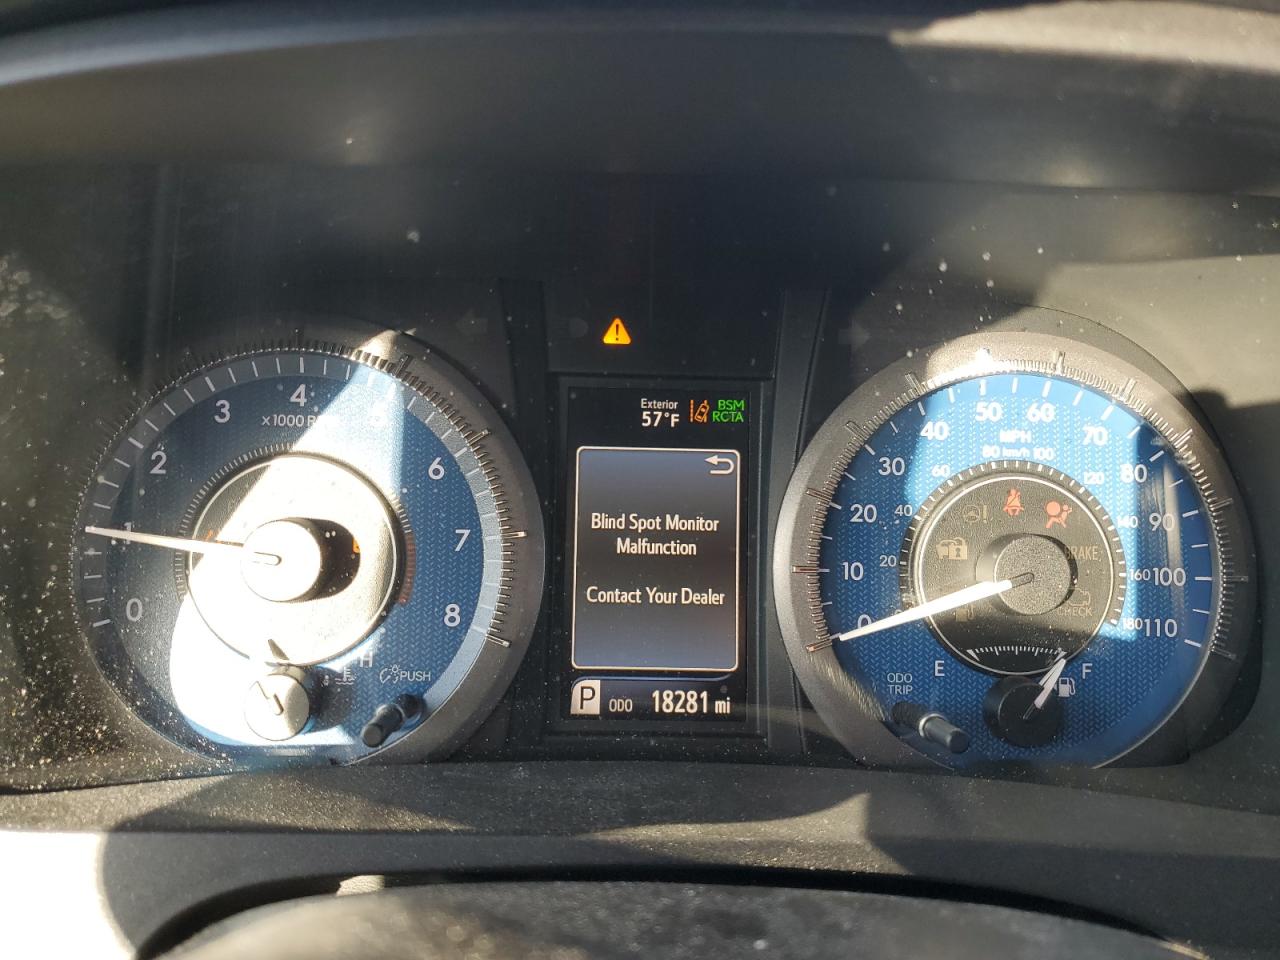 Exterior
57°F
BSM
RCTA
Blind Spot Monitor
Malfunction
Contact Your Dealer
P ODO 18281 mi
0
1
2
3
4
6
7
8
x1000 R
H
PUSH
0
10
20
30
40
50
60
70
80
90
100
110
MPH
80 km/h 100
20
40
60
120
140
160
180
BRAKE
CHECK
E
F
ODO
TRIP